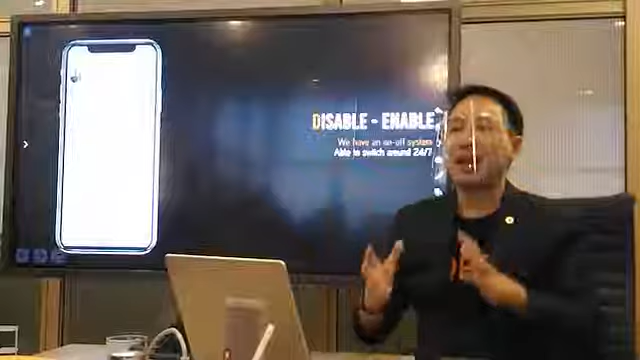 DISABLE - ENABLE
We have an on-off system
Able to switch around 24/7